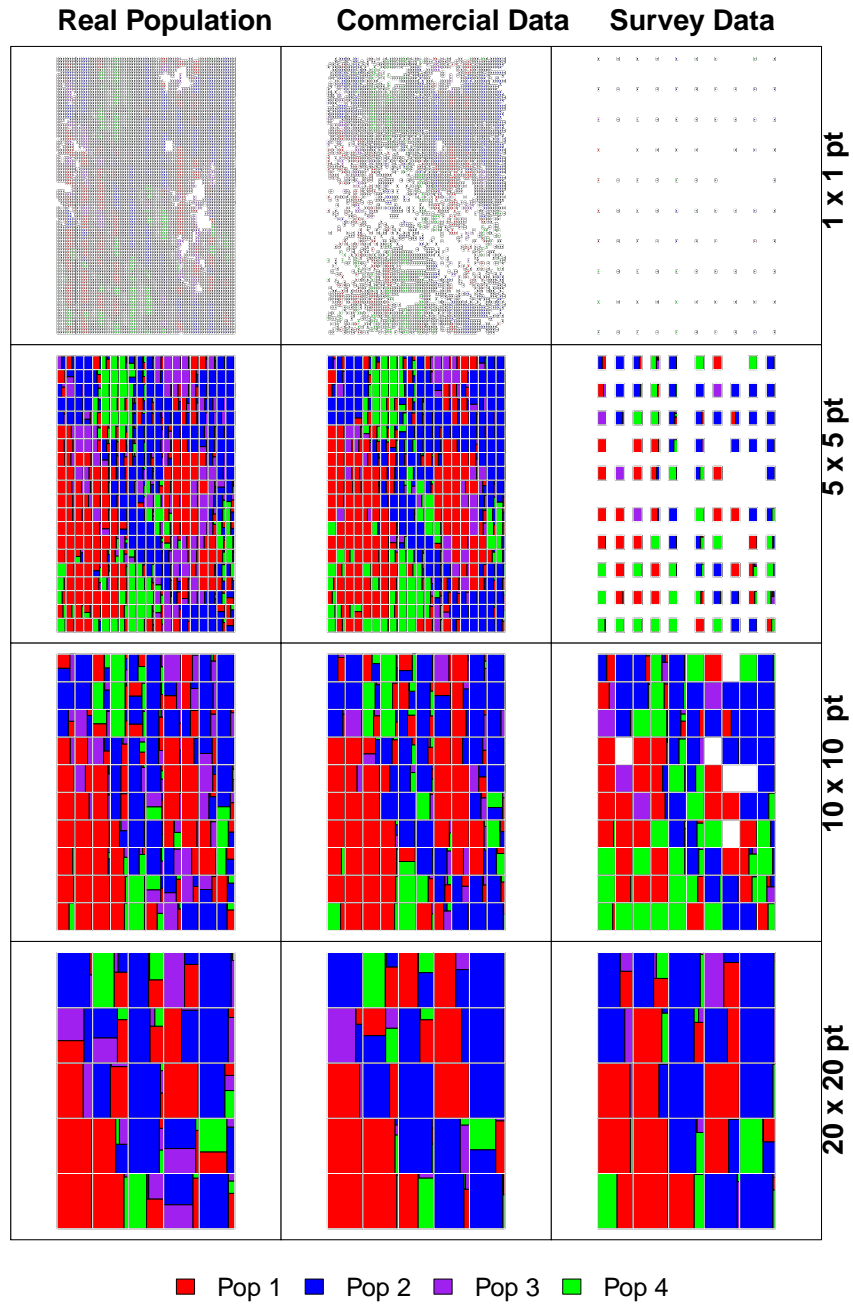 Real Population Commercial Data Survey Data
1 x 1 pt
5 x 5 pt
10 x 10 pt
20 x 20 pt
Pop 1 Pop 2 Pop 3 Pop 4